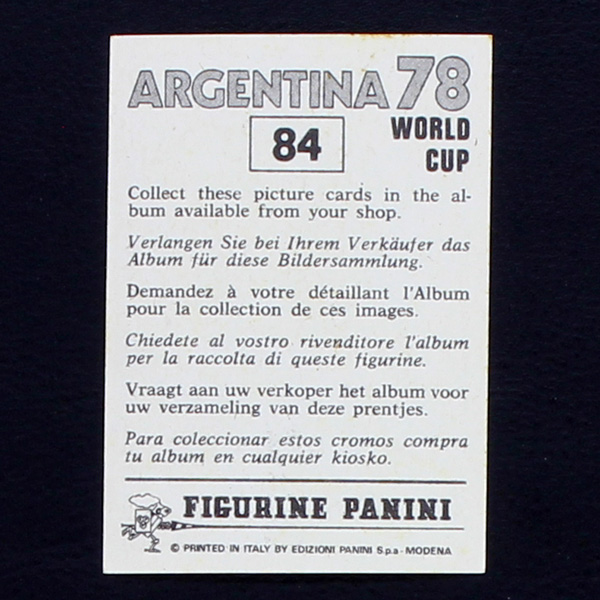 ARGENTINA 78
84
WORLD
CUP
Collect these picture cards in the al-
bum available from your shop.
Verlangen Sie bei Ihrem Verkäufer das
Album für diese Bildersammlung.
Demandez à votre détaillant l'Album
pour la collection de ces images.
Chiedete al vostro rivenditore l'album
per la raccolta di queste figurine.
Vraagt aan uw verkoper het album voor
uw verzameling van deze prentjes.
Para coleccionar estos cromos compra
tu album en cualquier kiosko.
FIGURINE PANINI
© PRINTED IN ITALY BY EDIZIONI PANINI S.p.a - MODENA